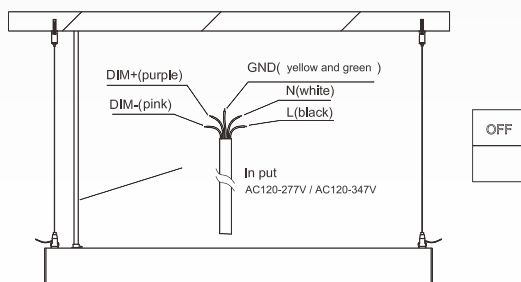 GND( yellow and green )
DIM+(purple)
N(white)
DIM-(pink)
L(black)
In put
AC120-277V / AC120-347V
OFF